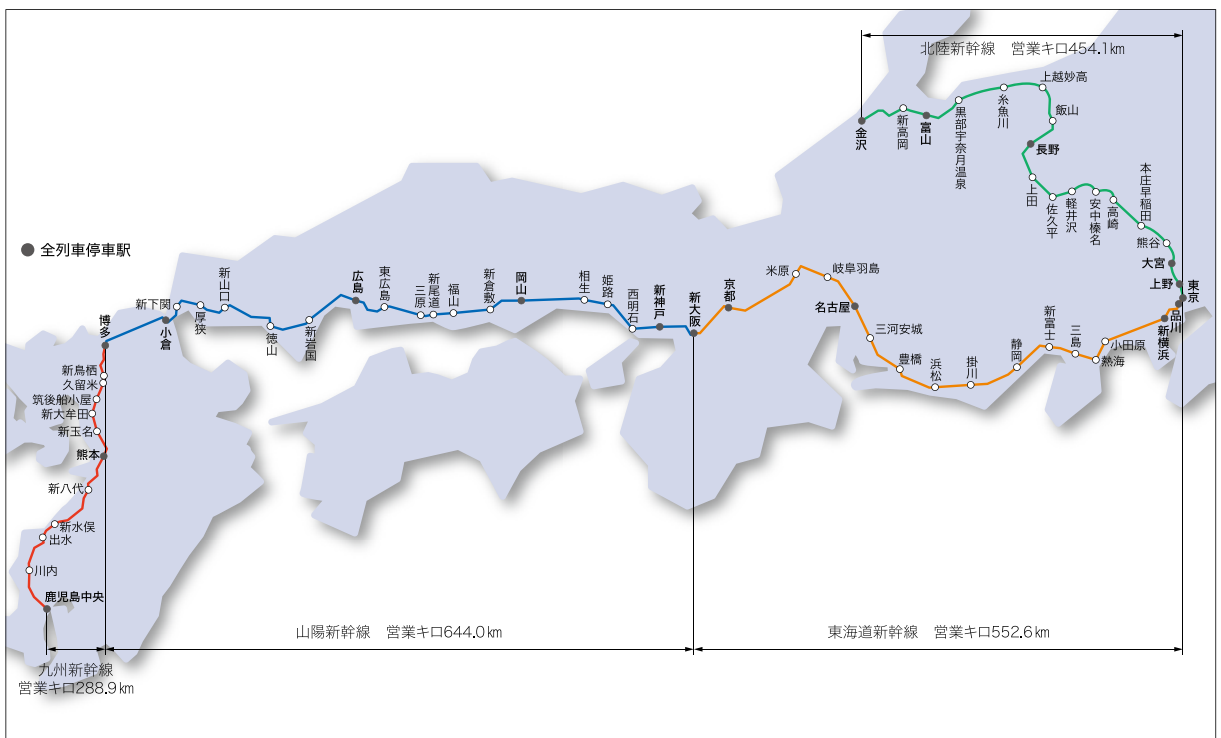 北陸新幹線　営業キロ454.1km
上越妙高
糸魚川
飯山
黒部宇奈月温泉
富山
新高岡
金沢
長野
上田
佐久平
軽井沢
安中榛名
高崎
本庄早稲田
熊谷
大宮
上野
東京
品川
新横浜
小田原
熱海
三島
新富士
静岡
掛川
浜松
豊橋
三河安城
名古屋
岐阜羽島
米原
京都
新大阪
新神戸
西明石
姫路
相生
岡山
新倉敷
福山
新尾道
三原
東広島
広島
新岩国
徳山
新山口
厚狭
新下関
小倉
博多
● 全列車停車駅
新鳥栖
久留米
筑後船小屋
新大牟田
新玉名
熊本
新八代
新水俣
出水
川内
鹿児島中央
山陽新幹線　営業キロ644.0km
東海道新幹線　営業キロ552.6km
九州新幹線
営業キロ288.9km